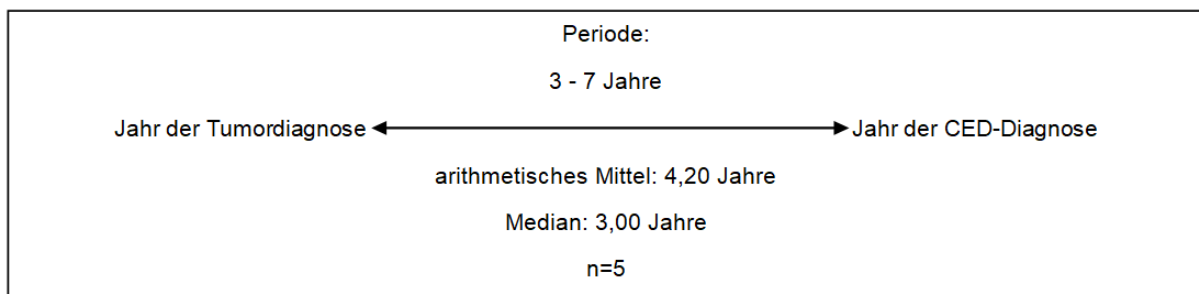 Periode:
3 - 7 Jahre
Jahr der Tumordiagnose Jahr der CED-Diagnose
arithmetisches Mittel: 4,20 Jahre
Median: 3,00 Jahre
n=5